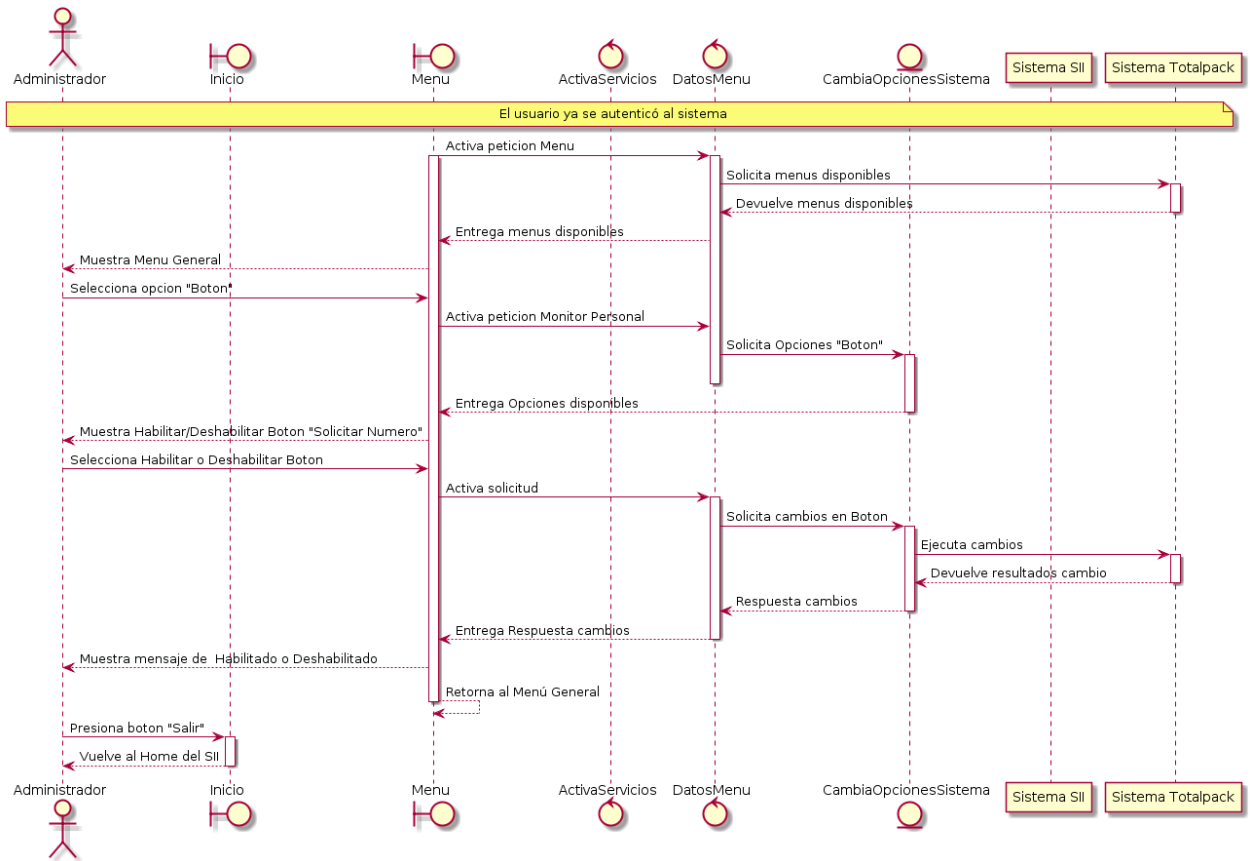 Administrador
Inicio
Menu
ActivaServicios
DatosMenu
CambiaOpcionesSistema
Sistema SII
Sistema Totalpack
El usuario ya se autenticó al sistema
Activa peticion Menu
Solicita menus disponibles
Devuelve menus disponibles
Entrega menus disponibles
Muestra Menu General
Selecciona opcion "Boton"
Activa peticion Monitor Personal
Solicita Opciones "Boton"
Entrega Opciones disponibles
Muestra Habilitar/Deshabilitar Boton "Solicitar Numero"
Selecciona Habilitar o Deshabilitar Boton
Activa solicitud
Solicita cambios en Boton
Ejecuta cambios
Devuelve resultados cambio
Respuesta cambios
Entrega Respuesta cambios
Muestra mensaje de  Habilitado o Deshabilitado
Retorna al Menú General
Presiona boton "Salir"
Vuelve al Home del SII
Administrador
Inicio
Menu
ActivaServicios
DatosMenu
CambiaOpcionesSistema
Sistema SII
Sistema Totalpack